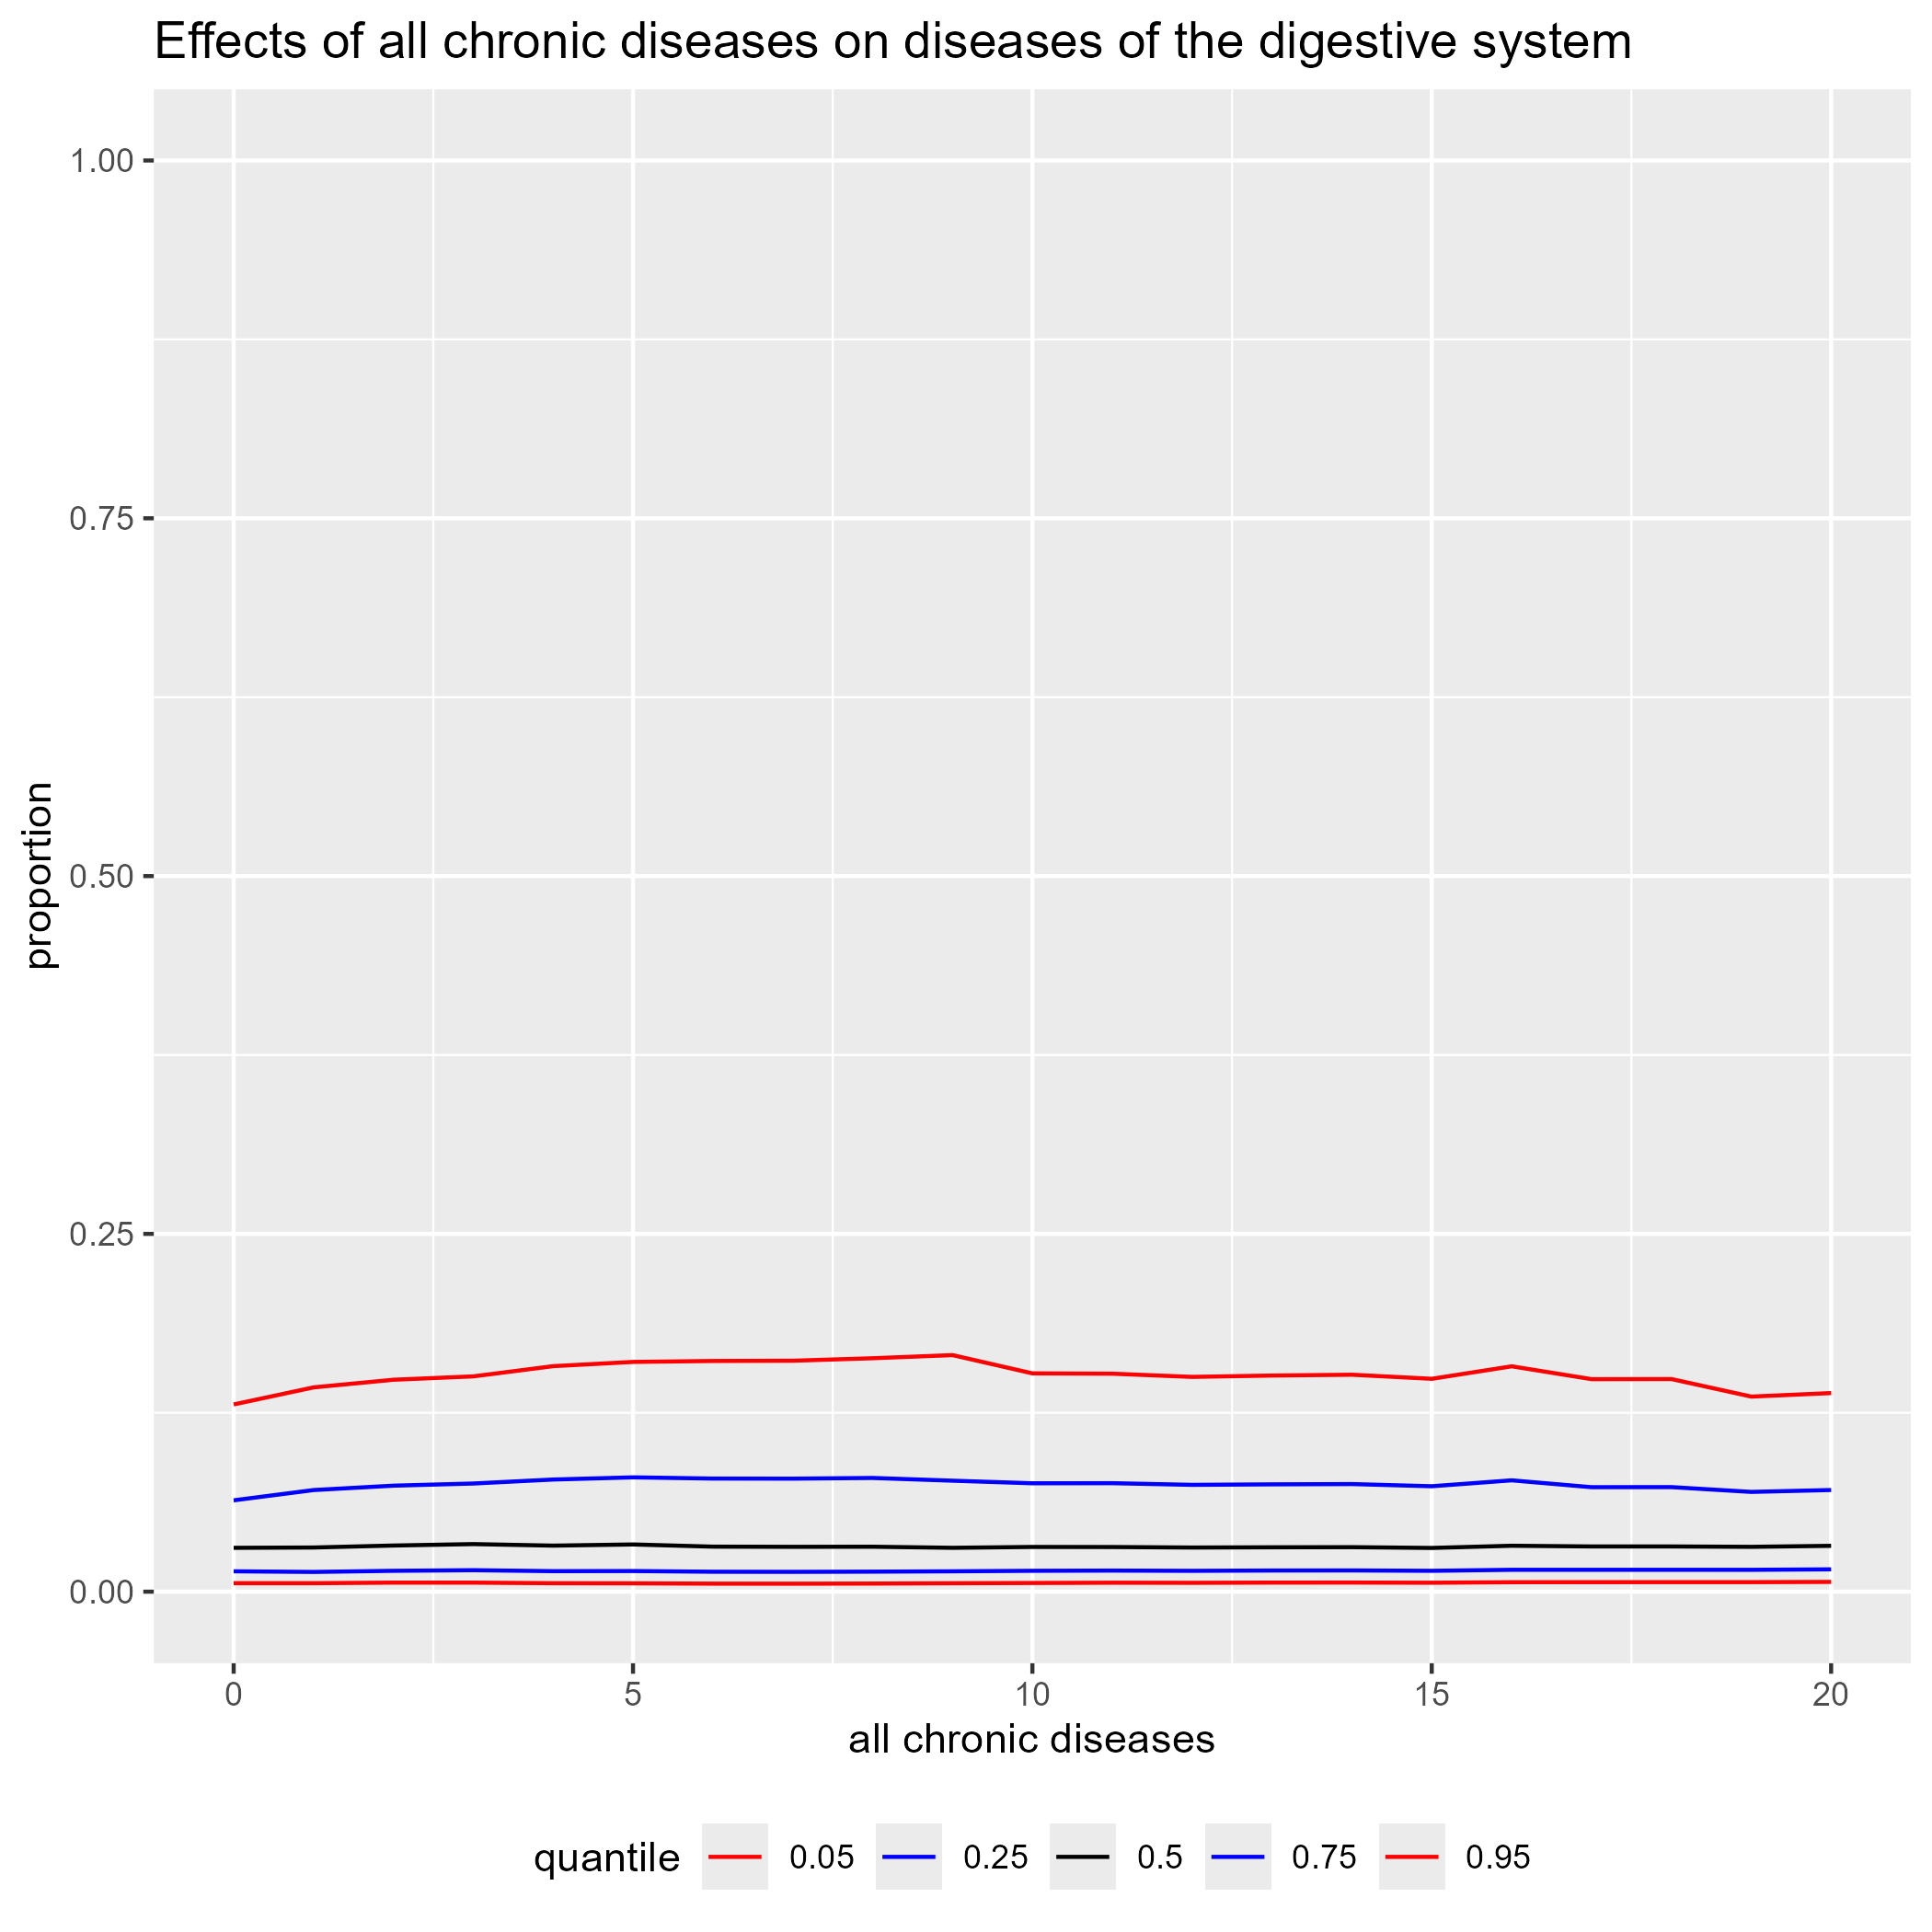 Effects of all chronic diseases on diseases of the digestive system
1.00
0.75
0.50
0.25
0.00
proportion
0 5 10 15 20
all chronic diseases
quantile 0.05 0.25 0.5 0.75 0.95